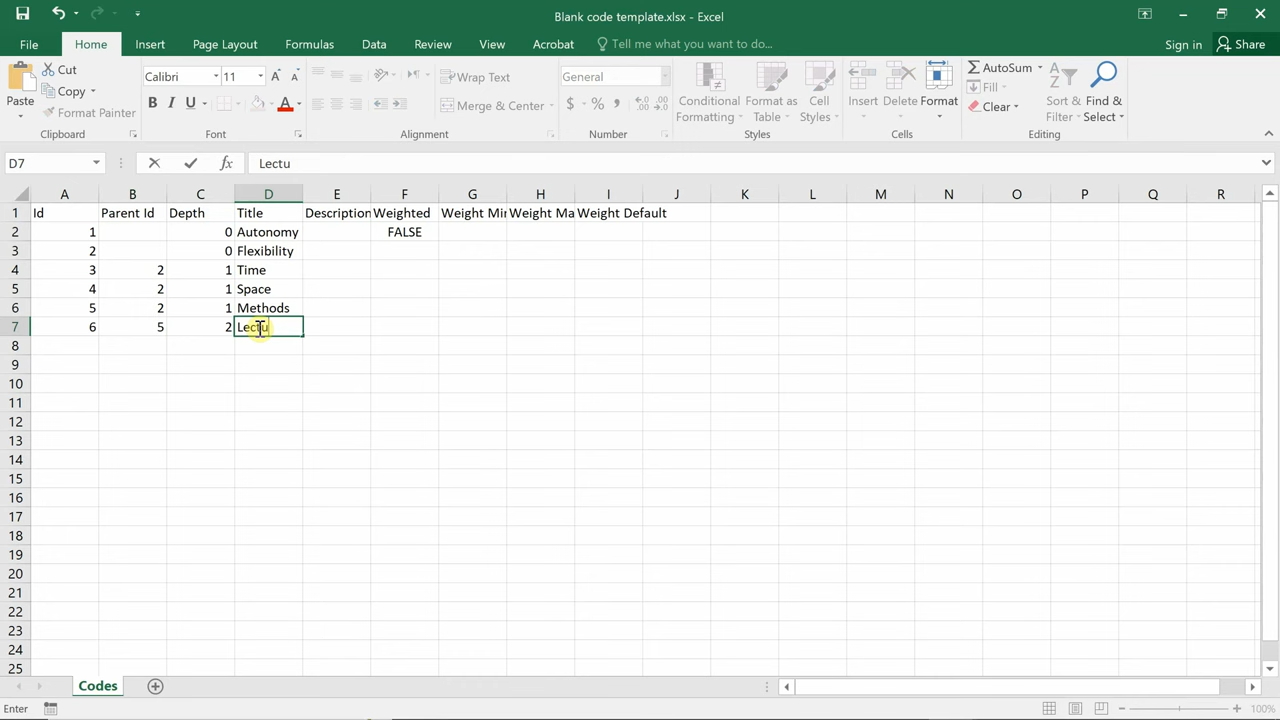 Blank code template.xlsx - Excel
File Home Insert Page Layout Formulas Data Review View Acrobat Tell me what you want to do... Sign in Share
Paste
Cut
Copy
Format Painter
Clipboard
Calibri 11 A A
B I U A
Font
Wrap Text
Merge & Center
Alignment
General
$ % ,
Number
Conditional Formatting
Format as Table
Cell Styles
Styles
Insert Delete Format
Cells
AutoSum
Fill
Clear
Sort & Filter
Find & Select
Editing
D7 fx Lectu
A B C D E F G H I J K L M N O P Q R
1 Id Parent Id Depth Title Description Weighted Weight Min Weight Ma Weight Default
2 1 0 Autonomy FALSE
3 2 0 Flexibility
4 3 2 1 Time
5 4 2 1 Space
6 5 2 1 Methods
7 6 5 2 Lectu
8
9
10
11
12
13
14
15
16
17
18
19
20
21
22
23
24
25
Codes
Enter 100%